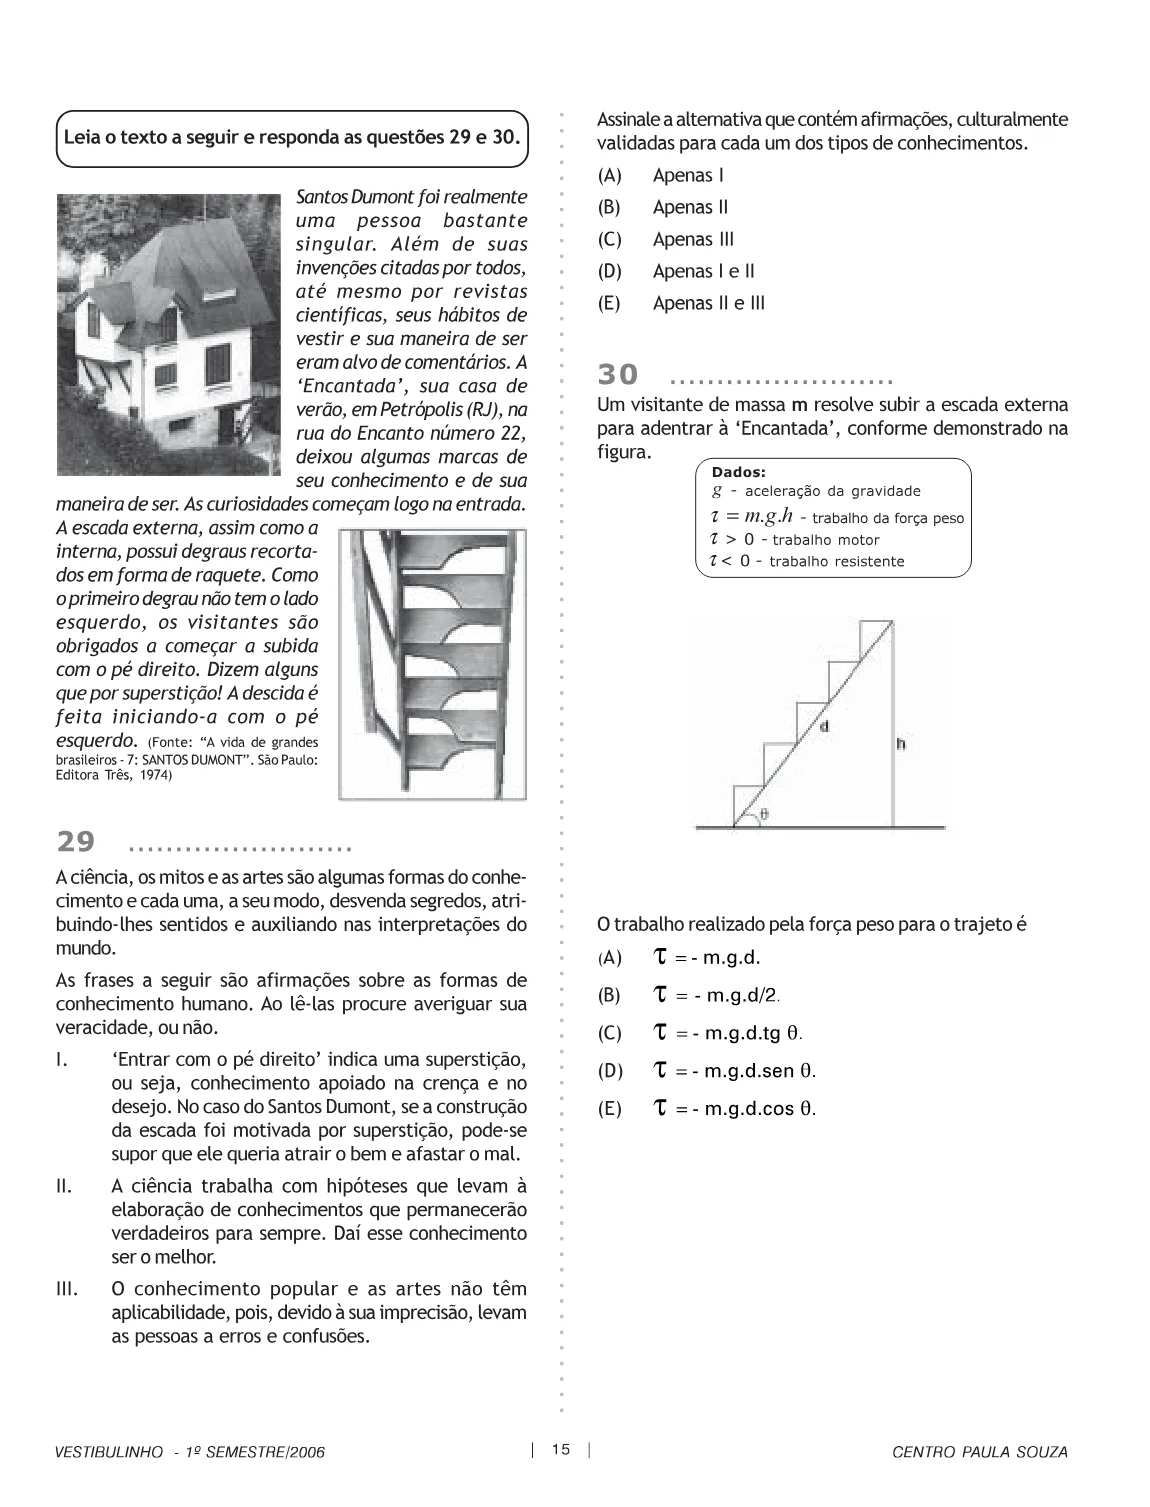 Leia o texto a seguir e responda as questões 29 e 30.
Santos Dumont foi realmente
uma pessoa bastante
singular. Além de suas
invenções citadas por todos,
até mesmo por revistas
científicas, seus hábitos de
vestir e sua maneira de ser
eram alvo de comentários. A
‘Encantada’, sua casa de
verão, em Petrópolis (RJ), na
rua do Encanto número 22,
deixou algumas marcas de
seu conhecimento e de sua
maneira de ser. As curiosidades começam logo na entrada.
A escada externa, assim como a
interna, possui degraus recorta-
dos em forma de raquete. Como
o primeiro degrau não tem o lado
esquerdo, os visitantes são
obrigados a começar a subida
com o pé direito. Dizem alguns
que por superstição! A descida é
feita iniciando-a com o pé
esquerdo. (Fonte: “A vida de grandes
brasileiros - 7: SANTOS DUMONT”. São Paulo:
Editora Três, 1974)
29 ........................
A ciência, os mitos e as artes são algumas formas do conhe-
cimento e cada uma, a seu modo, desvenda segredos, atri-
buindo-lhes sentidos e auxiliando nas interpretações do
mundo.
As frases a seguir são afirmações sobre as formas de
conhecimento humano. Ao lê-las procure averiguar sua
veracidade, ou não.
I. ‘Entrar com o pé direito’ indica uma superstição,
ou seja, conhecimento apoiado na crença e no
desejo. No caso do Santos Dumont, se a construção
da escada foi motivada por superstição, pode-se
supor que ele queria atrair o bem e afastar o mal.
II. A ciência trabalha com hipóteses que levam à
elaboração de conhecimentos que permanecerão
verdadeiros para sempre. Daí esse conhecimento
ser o melhor.
III. O conhecimento popular e as artes não têm
aplicabilidade, pois, devido à sua imprecisão, levam
as pessoas a erros e confusões.
Assinale a alternativa que contém afirmações, culturalmente
validadas para cada um dos tipos de conhecimentos.
(A) Apenas I
(B) Apenas II
(C) Apenas III
(D) Apenas I e II
(E) Apenas II e III
30 ........................
Um visitante de massa m resolve subir a escada externa
para adentrar à ‘Encantada’, conforme demonstrado na
figura.
Dados:
g - aceleração da gravidade
τ = m.g.h - trabalho da força peso
τ > 0 - trabalho motor
τ < 0 - trabalho resistente
d
h
θ
O trabalho realizado pela força peso para o trajeto é
(A) τ = - m.g.d.
(B) τ = - m.g.d/2.
(C) τ = - m.g.d.tg θ.
(D) τ = - m.g.d.sen θ.
(E) τ = - m.g.d.cos θ.
VESTIBULINHO - 1º SEMESTRE/2006 | 15 | CENTRO PAULA SOUZA